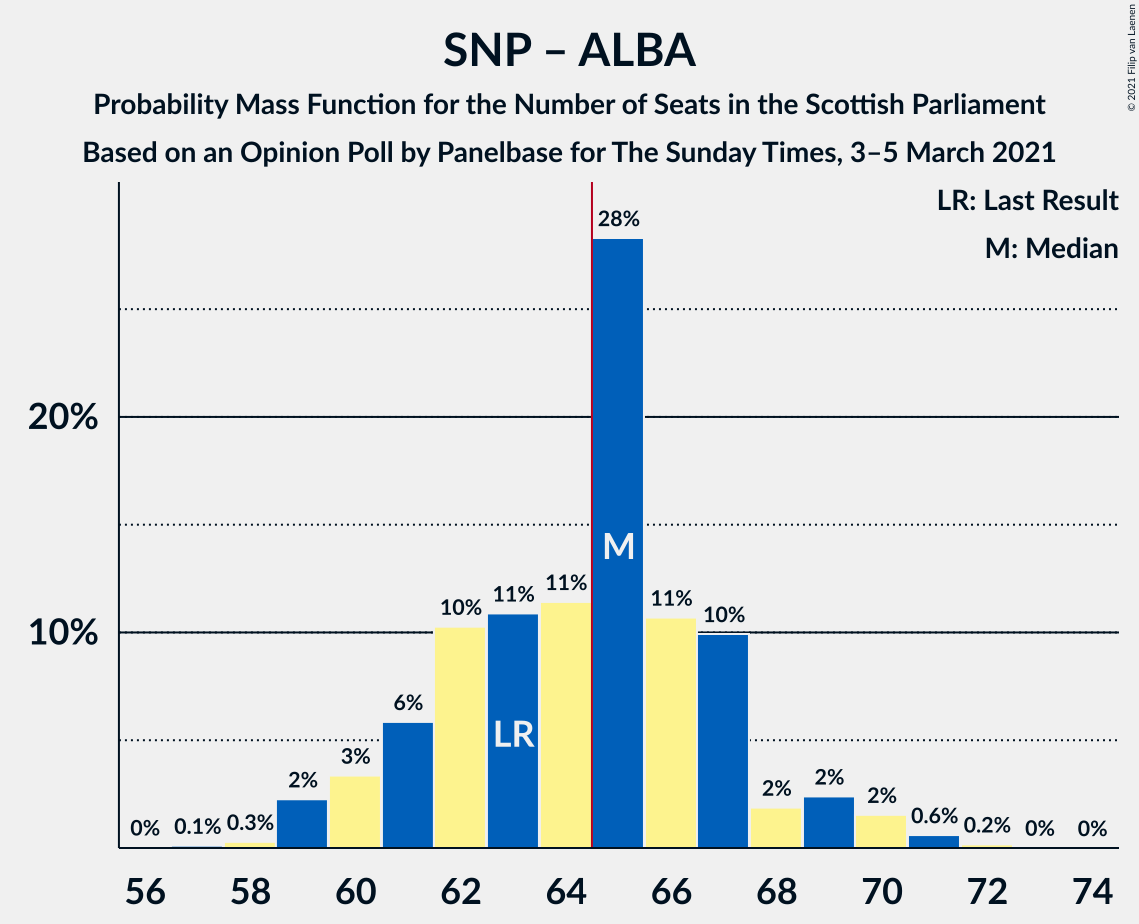 SNP – ALBA
Probability Mass Function for the Number of Seats in the Scottish Parliament
Based on an Opinion Poll by Panelbase for The Sunday Times, 3–5 March 2021
© 2021 Filip van Laenen
LR: Last Result
M: Median
20%
10%
0%
0.1%
0.3%
2%
3%
6%
10%
11%
11%
28%
11%
10%
2%
2%
2%
0.6%
0.2%
0%
0%
LR
M
56 58 60 62 64 66 68 70 72 74